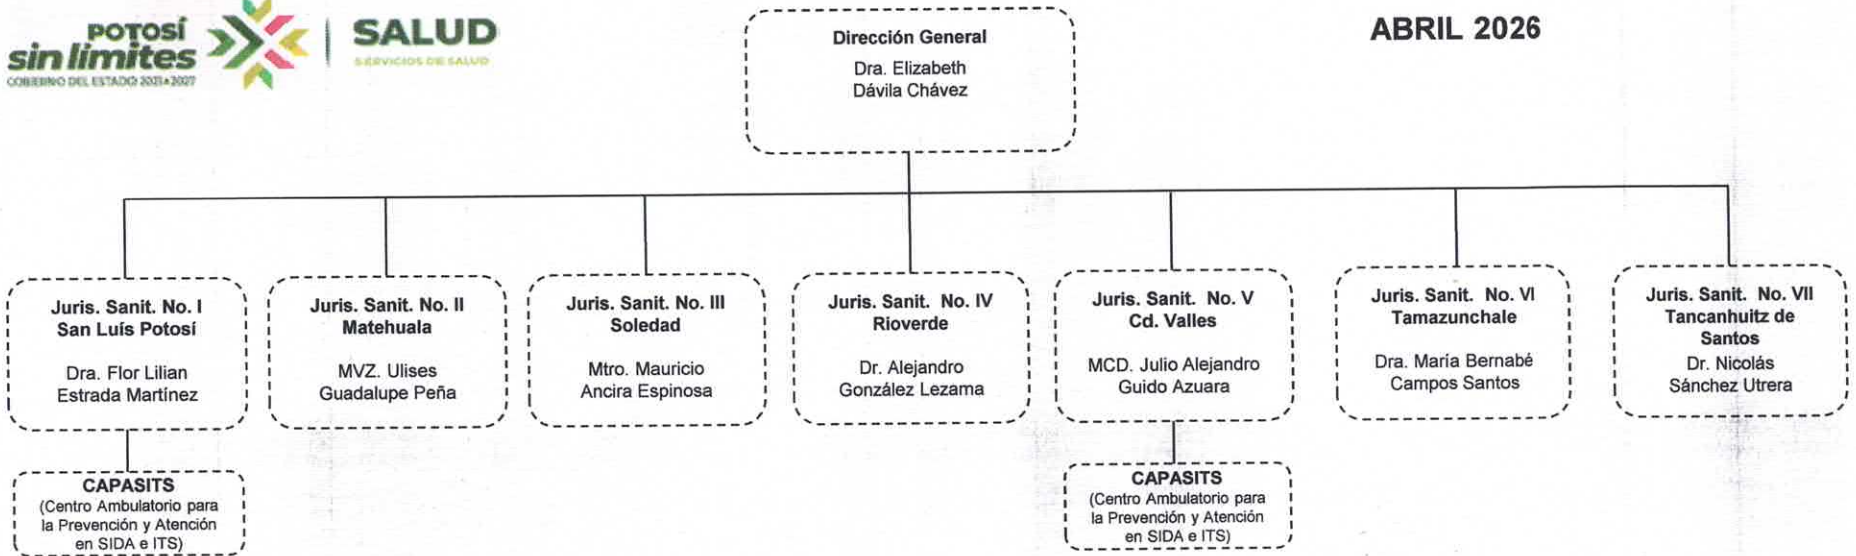 POTOSÍ
sin límites
GOBIERNO DEL ESTADO 2021•2027
SALUD
SERVICIOS DE SALUD
ABRIL 2026
Dirección General
Dra. Elizabeth
Dávila Chávez
Juris. Sanit. No. I
San Luís Potosí
Dra. Flor Lilian
Estrada Martínez
Juris. Sanit. No. II
Matehuala
MVZ. Ulises
Guadalupe Peña
Juris. Sanit. No. III
Soledad
Mtro. Mauricio
Ancira Espinosa
Juris. Sanit. No. IV
Rioverde
Dr. Alejandro
González Lezama
Juris. Sanit. No. V
Cd. Valles
MCD. Julio Alejandro
Guido Azuara
Juris. Sanit. No. VI
Tamazunchale
Dra. María Bernabé
Campos Santos
Juris. Sanit. No. VII
Tancanhuitz de
Santos
Dr. Nicolás
Sánchez Utrera
CAPASITS
(Centro Ambulatorio para
la Prevención y Atención
en SIDA e ITS)
CAPASITS
(Centro Ambulatorio para
la Prevención y Atención
en SIDA e ITS)